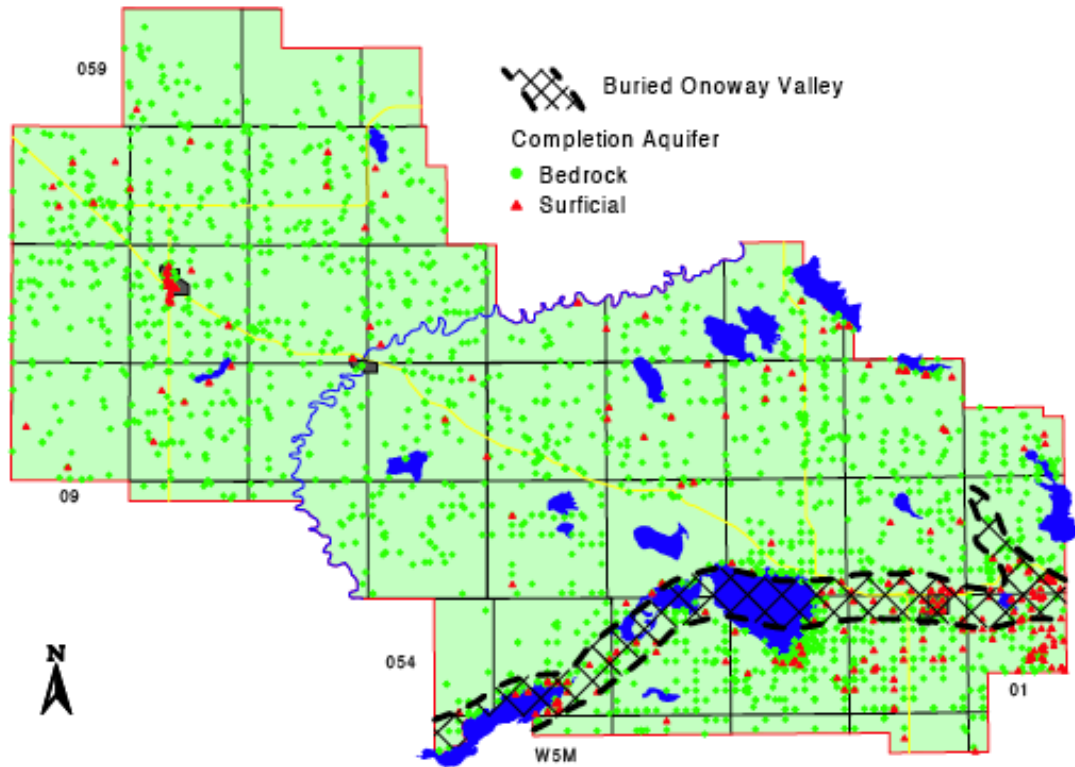 059
Buried Onoway Valley
Completion Aquifer
Bedrock
Surficial
09
054
N
01
W5M